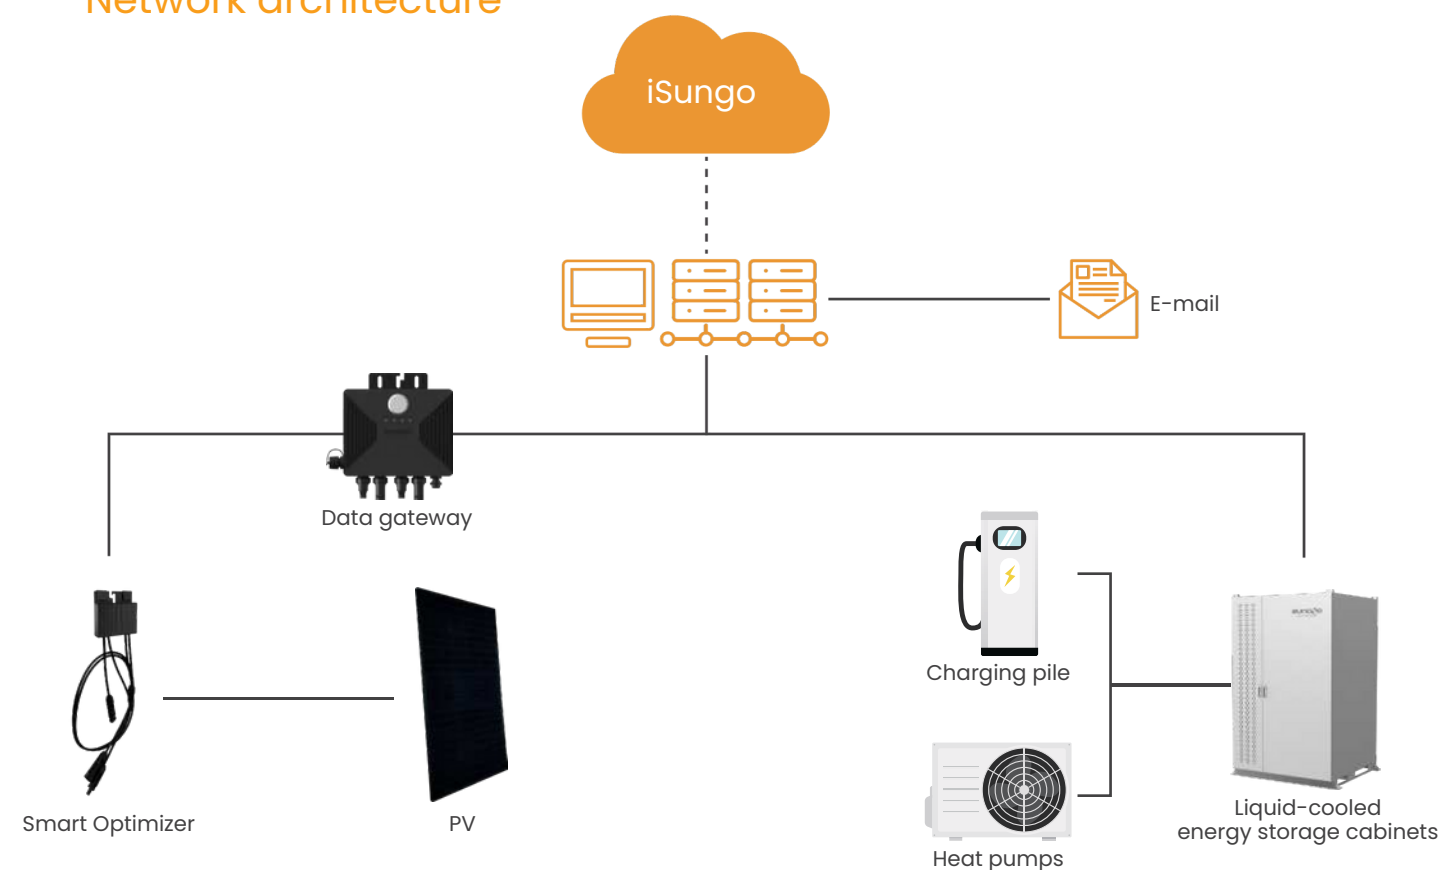 Network architecture
iSungo
E-mail
Data gateway
Charging pile
Smart Optimizer
PV
Liquid-cooled
energy storage cabinets
Heat pumps